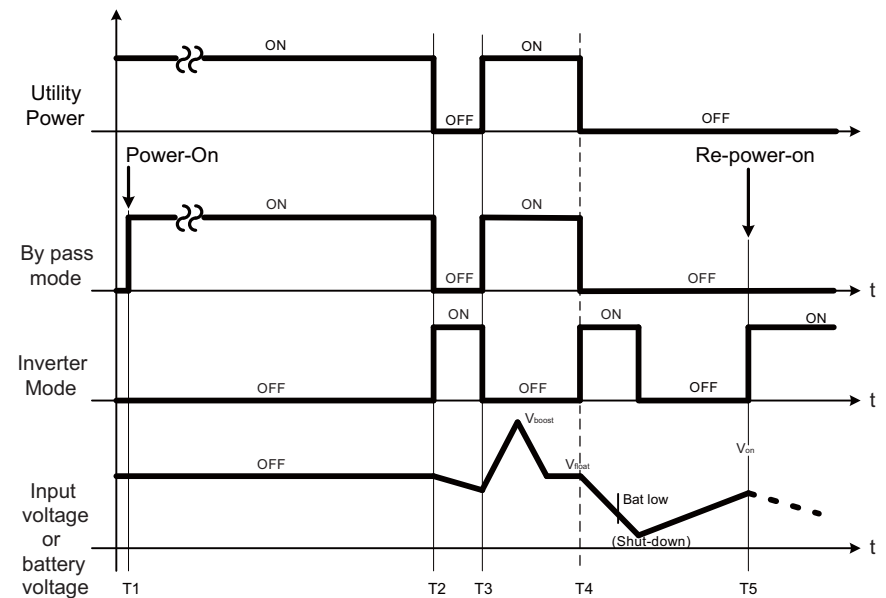 ON
ON
Utility
Power
OFF
OFF
Power-On
Re-power-on
ON
ON
By pass
mode
OFF
OFF
t
ON
ON
ON
Inverter
Mode
OFF
OFF
OFF
t
Vboost
Von
OFF
Vfloat
Input
voltage
or
battery
voltage
Bat low
(Shut-down)
t
T1
T2
T3
T4
T5